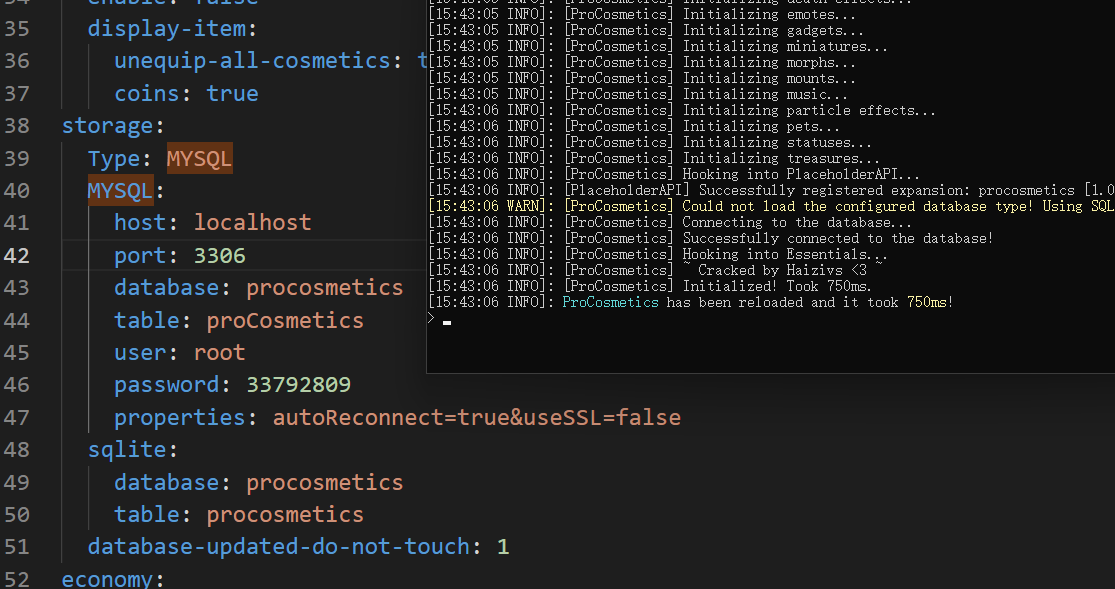 34 enable: false
35 display-item:
36 unequip-all-cosmetics: t
37 coins: true
38 storage:
39 Type: MYSQL
40 MYSQL:
41 host: localhost
42 port: 3306
43 database: procosmetics
44 table: proCosmetics
45 user: root
46 password: 33792809
47 properties: autoReconnect=true&useSSL=false
48 sqlite:
49 database: procosmetics
50 table: procosmetics
51 database-updated-do-not-touch: 1
52 economy:
[15:43:05 INFO]: [ProCosmetics] Initializing death effects...
[15:43:05 INFO]: [ProCosmetics] Initializing emotes...
[15:43:05 INFO]: [ProCosmetics] Initializing gadgets...
[15:43:05 INFO]: [ProCosmetics] Initializing miniatures...
[15:43:05 INFO]: [ProCosmetics] Initializing morphs...
[15:43:05 INFO]: [ProCosmetics] Initializing mounts...
[15:43:05 INFO]: [ProCosmetics] Initializing music...
[15:43:06 INFO]: [ProCosmetics] Initializing particle effects...
[15:43:06 INFO]: [ProCosmetics] Initializing pets...
[15:43:06 INFO]: [ProCosmetics] Initializing statuses...
[15:43:06 INFO]: [ProCosmetics] Initializing treasures...
[15:43:06 INFO]: [ProCosmetics] Hooking into PlaceholderAPI...
[15:43:06 INFO]: [PlaceholderAPI] Successfully registered expansion: procosmetics [1.0
[15:43:06 WARN]: [ProCosmetics] Could not load the configured database type! Using SQL
[15:43:06 INFO]: [ProCosmetics] Connecting to the database...
[15:43:06 INFO]: [ProCosmetics] Successfully connected to the database!
[15:43:06 INFO]: [ProCosmetics] Hooking into Essentials...
[15:43:06 INFO]: [ProCosmetics] ~ Cracked by Haizivs <3 ~
[15:43:06 INFO]: [ProCosmetics] Initialized! Took 750ms.
[15:43:06 INFO]: ProCosmetics has been reloaded and it took 750ms!
>